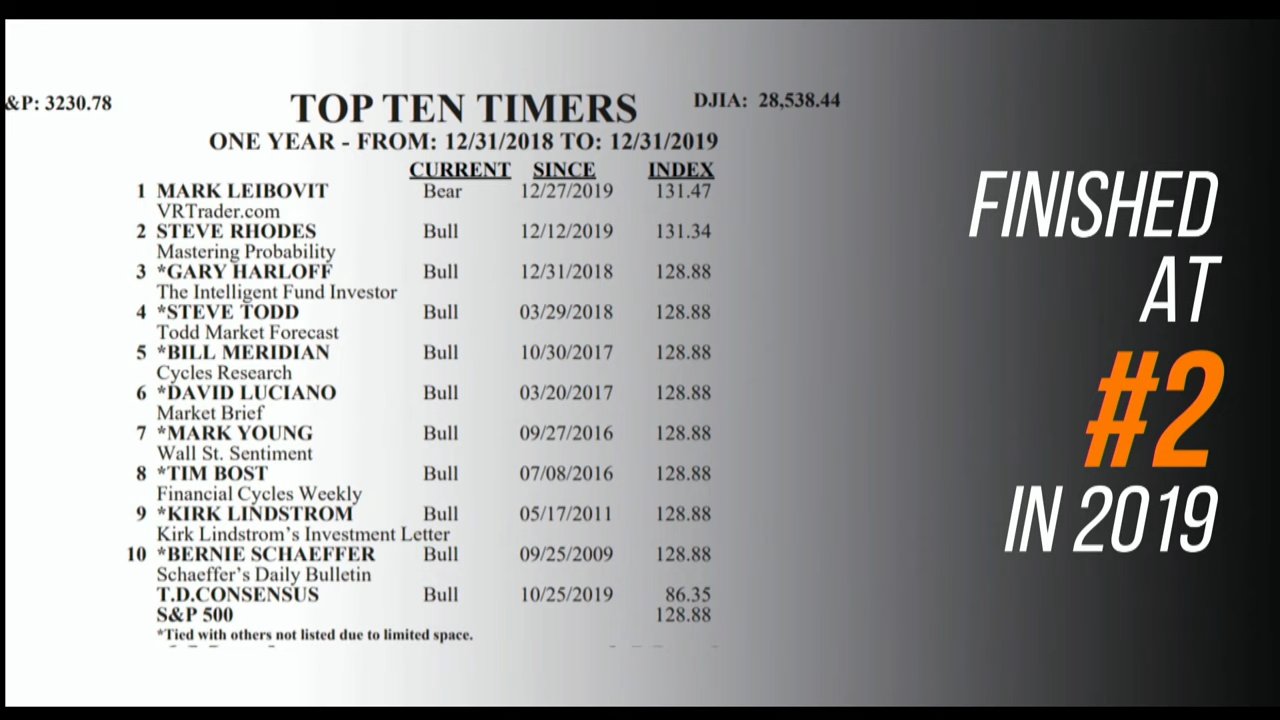 &P: 3230.78
TOP TEN TIMERS
DJIA: 28,538.44
ONE YEAR - FROM: 12/31/2018 TO: 12/31/2019
CURRENT SINCE INDEX
1 MARK LEIBOVIT Bear 12/27/2019 131.47
VRTrader.com
2 STEVE RHODES Bull 12/12/2019 131.34
Mastering Probability
3 *GARY HARLOFF Bull 12/31/2018 128.88
The Intelligent Fund Investor
4 *STEVE TODD Bull 03/29/2018 128.88
Todd Market Forecast
5 *BILL MERIDIAN Bull 10/30/2017 128.88
Cycles Research
6 *DAVID LUCIANO Bull 03/20/2017 128.88
Market Brief
7 *MARK YOUNG Bull 09/27/2016 128.88
Wall St. Sentiment
8 *TIM BOST Bull 07/08/2016 128.88
Financial Cycles Weekly
9 *KIRK LINDSTROM Bull 05/17/2011 128.88
Kirk Lindstrom's Investment Letter
10 *BERNIE SCHAEFFER Bull 09/25/2009 128.88
Schaeffer's Daily Bulletin
T.D.CONSENSUS Bull 10/25/2019 86.35
S&P 500 128.88
*Tied with others not listed due to limited space.
FINISHED
AT
#2
IN 2019